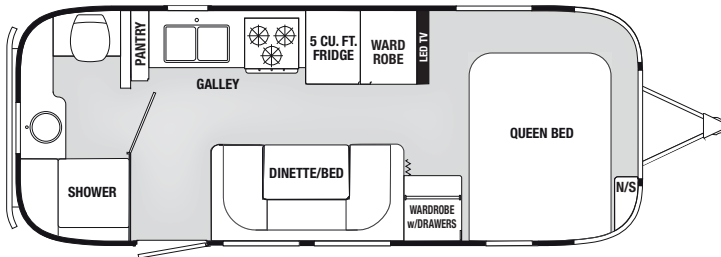 PANTRY
GALLEY
5 CU. FT.
FRIDGE
WARD
ROBE
LED TV
QUEEN BED
DINETTE/BED
SHOWER
WARDROBE
w/DRAWERS
N/S